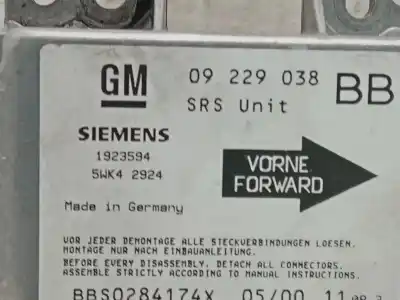 GM
09 229 038
BB
SRS Unit
SIEMENS
1923594
5WK4 2924
VORNE
FORWARD
Made in Germany
VOR JEDER DEMONTAGE ALLE STECKVERBINDUNGEN LOESEN.
MONTAGE NUR NACH EINBAUANLEITUNG.
BEFORE EVERY DISASSEMBLY, DETACH ALL CONNECTORS.
ASSEMBLE STRICTLY ACCORDING TO MANUAL INSTRUCTIONS.
BBS0284174X 05/00